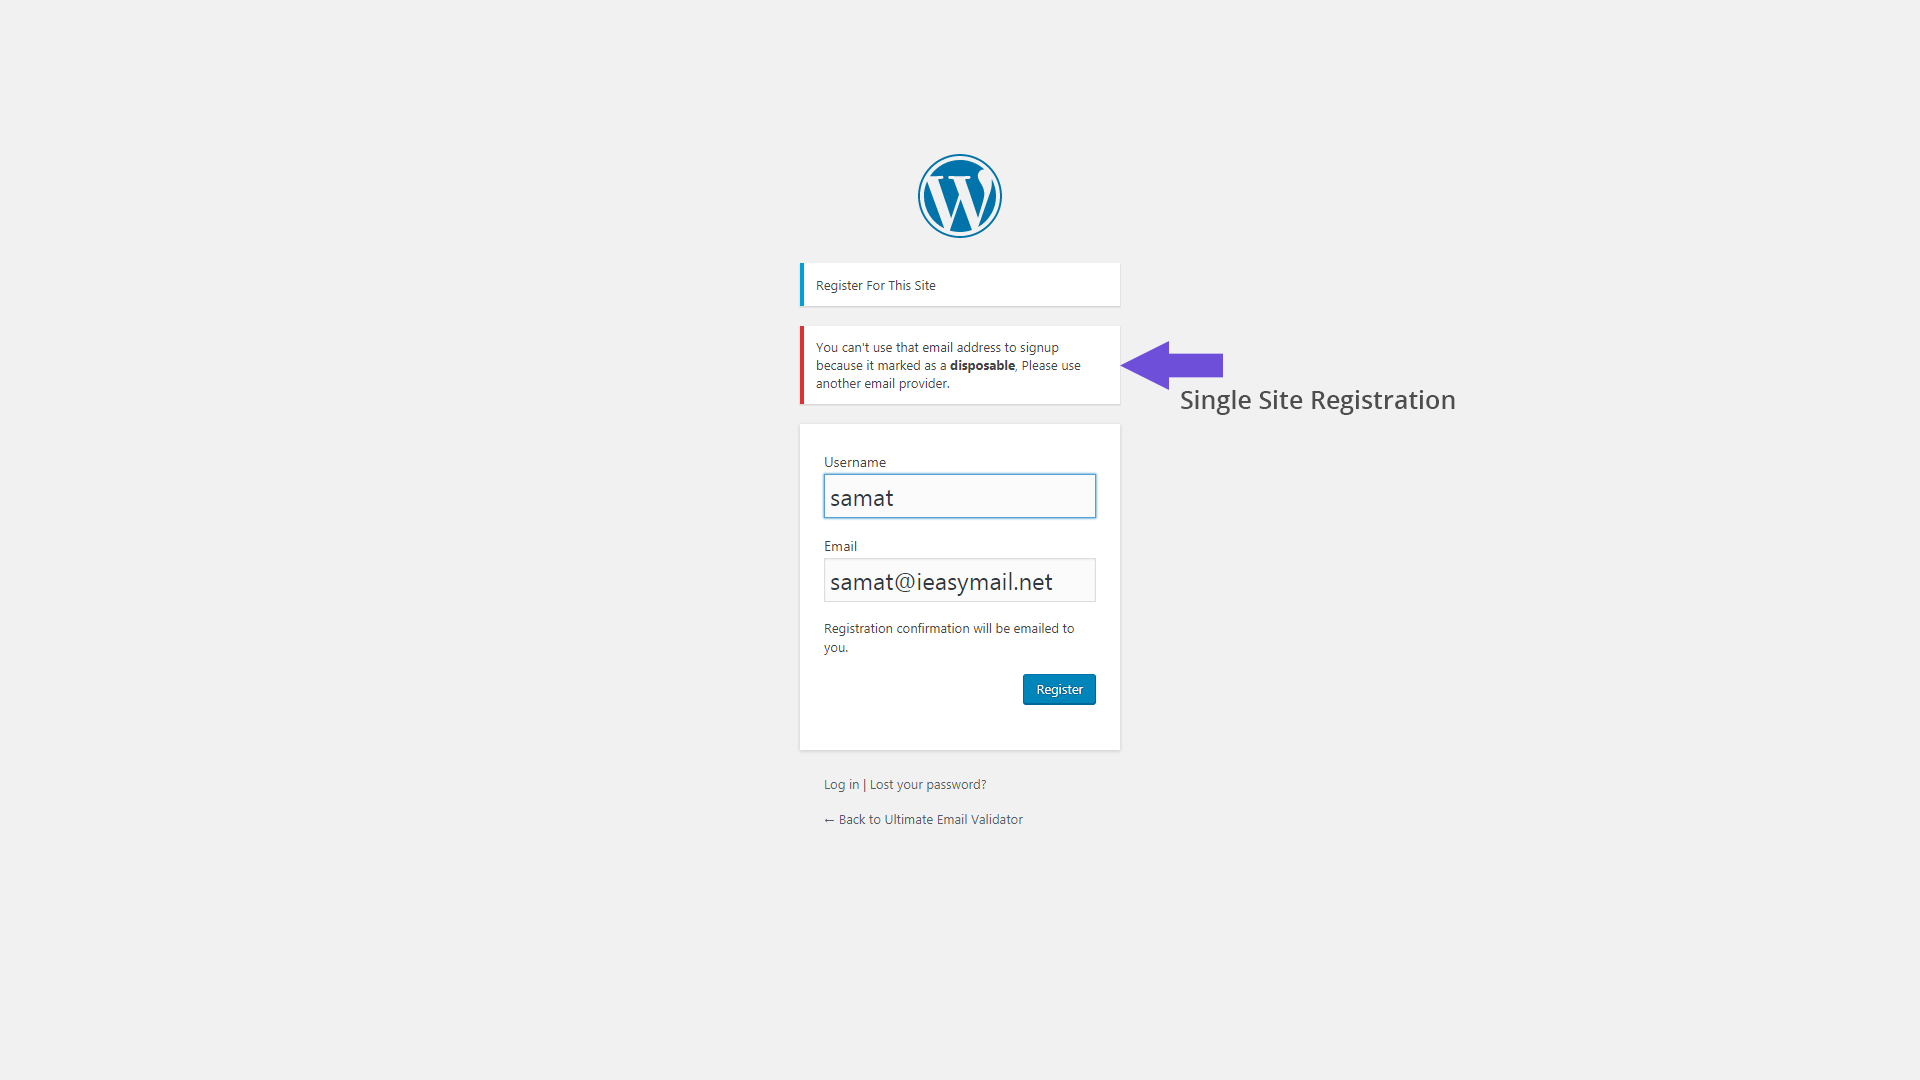 Register For This Site
You can't use that email address to signup
because it marked as a disposable, Please use
another email provider.
Single Site Registration
Username
samat
Email
samat@ieasymail.net
Registration confirmation will be emailed to
you.
Register
Log in | Lost your password?
← Back to Ultimate Email Validator